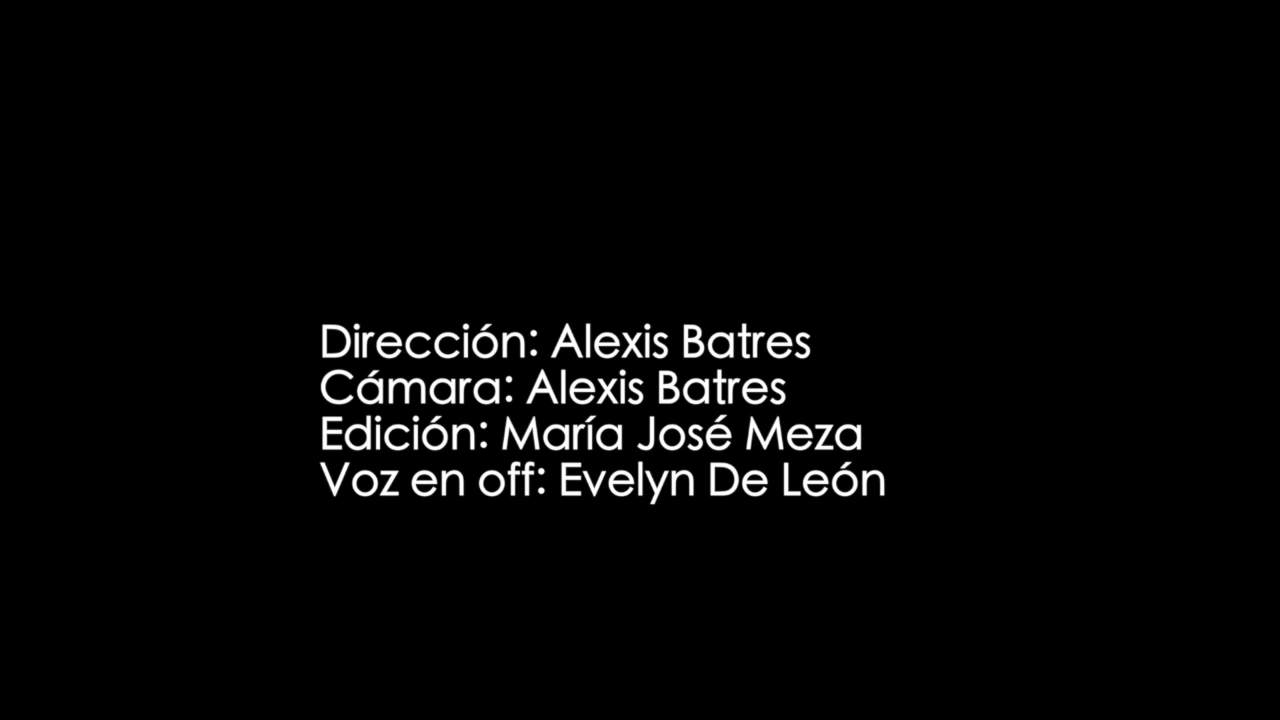 Dirección: Alexis Batres
Cámara: Alexis Batres
Edición: María José Meza
Voz en off: Evelyn De León